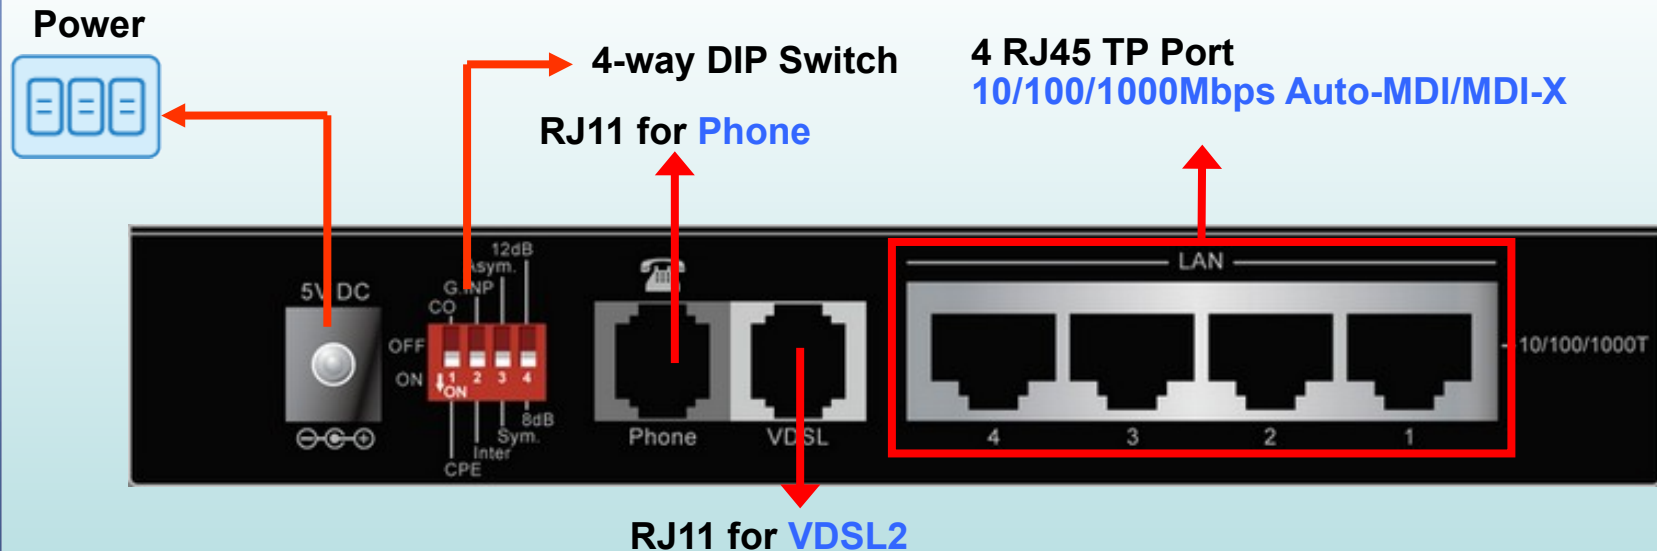 Power
4-way DIP Switch
4 RJ45 TP Port
10/100/1000Mbps Auto-MDI/MDI-X
RJ11 for Phone
12dB
Asym.
G.INP
CO
5V DC
OFF
ON
1 2 3 4
ON
8dB
Sym.
Inter
CPE
Phone
VDSL
LAN
4 3 2 1
10/100/1000T
RJ11 for VDSL2